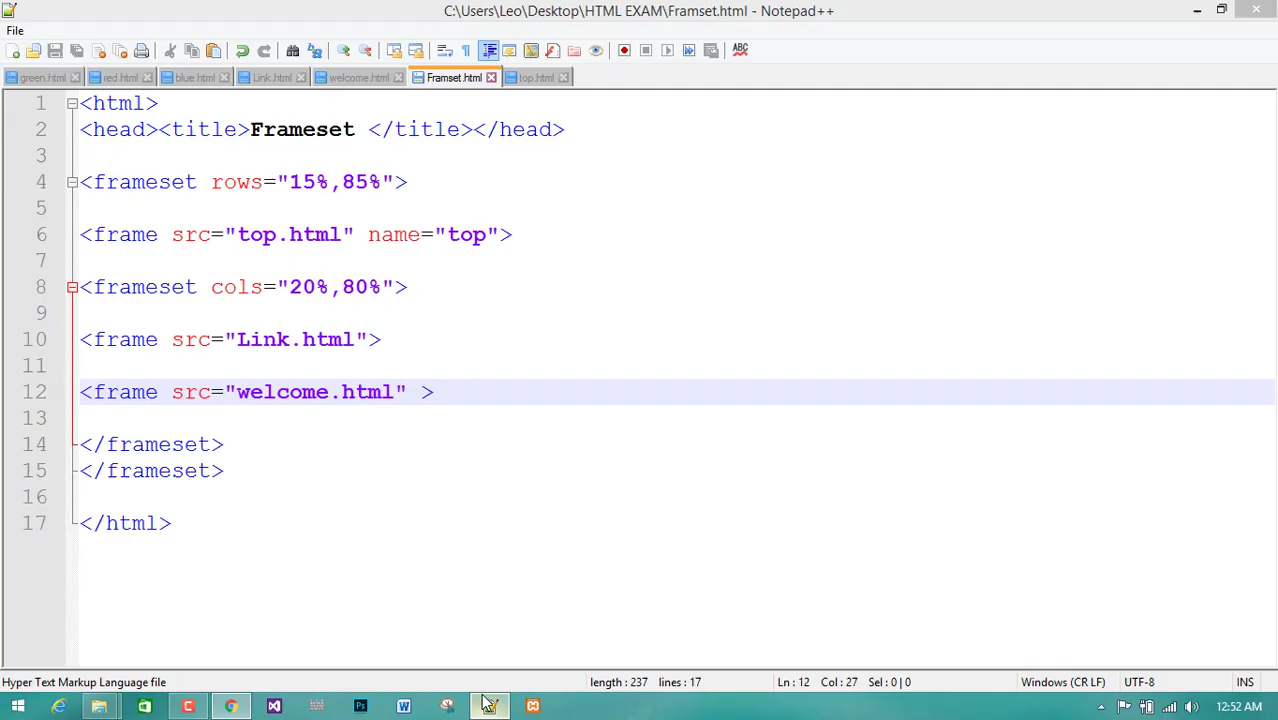 C:\Users\Leo\Desktop\HTML EXAM\Framset.html - Notepad++
File
ABC
green.html red.html blue.html Link.html welcome.html Framset.html top.html
1 <html>
2 <head><title>Frameset </title></head>
3
4 <frameset rows="15%,85%">
5
6 <frame src="top.html" name="top">
7
8 <frameset cols="20%,80%">
9
10 <frame src="Link.html">
11
12 <frame src="welcome.html" >
13
14 </frameset>
15 </frameset>
16
17 </html>
Hyper Text Markup Language file length : 237 lines : 17 Ln : 12 Col : 27 Sel : 0 | 0 Windows (CR LF) UTF-8 INS
12:52 AM